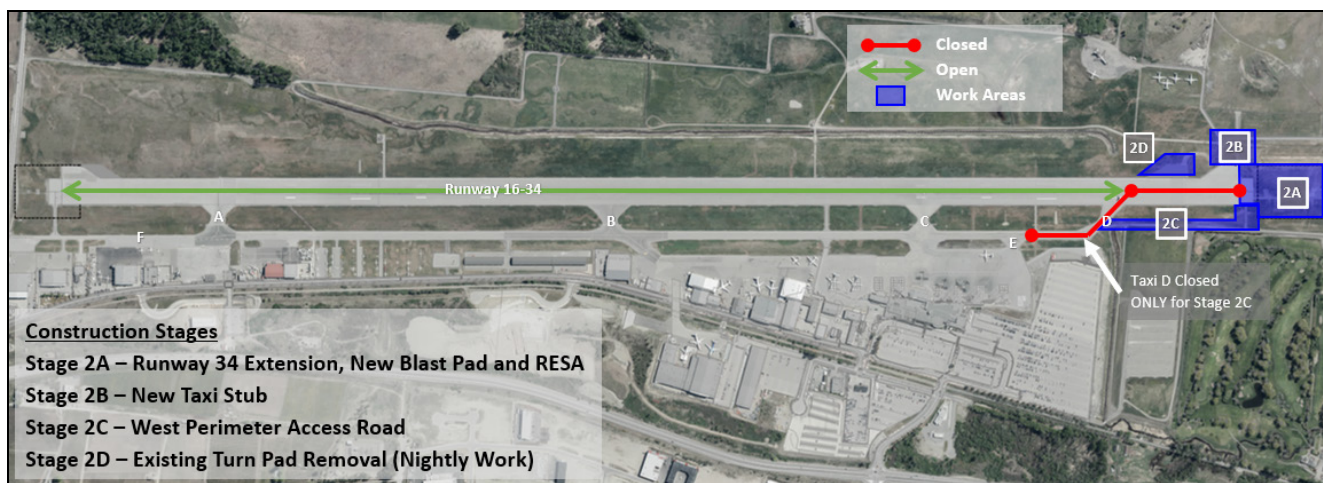 Closed
Open
Work Areas
2D
2B
2A
Runway 16-34
A
B
C
D
2C
F
E
Taxi D Closed
ONLY for Stage 2C
Construction Stages
Stage 2A – Runway 34 Extension, New Blast Pad and RESA
Stage 2B – New Taxi Stub
Stage 2C – West Perimeter Access Road
Stage 2D – Existing Turn Pad Removal (Nightly Work)